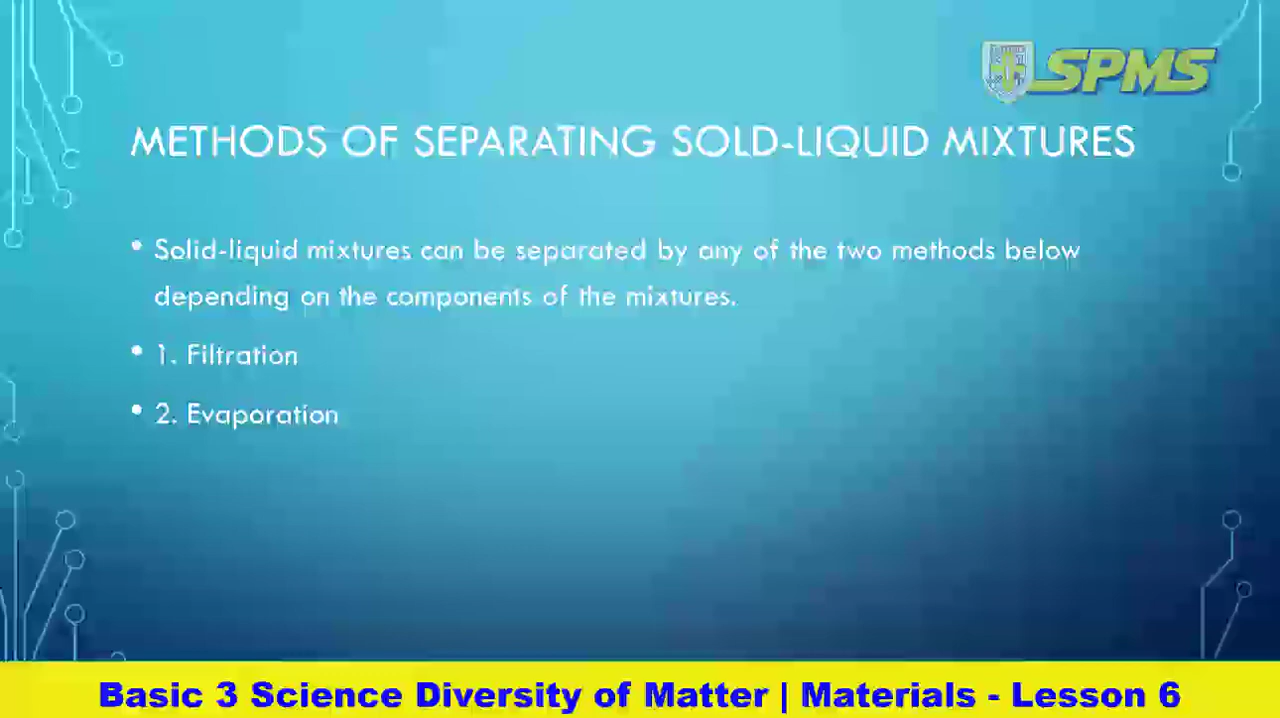 SPMS
METHODS OF SEPARATING SOLD-LIQUID MIXTURES
• Solid-liquid mixtures can be separated by any of the two methods below
depending on the components of the mixtures.
• 1. Filtration
• 2. Evaporation
Basic 3 Science Diversity of Matter | Materials - Lesson 6